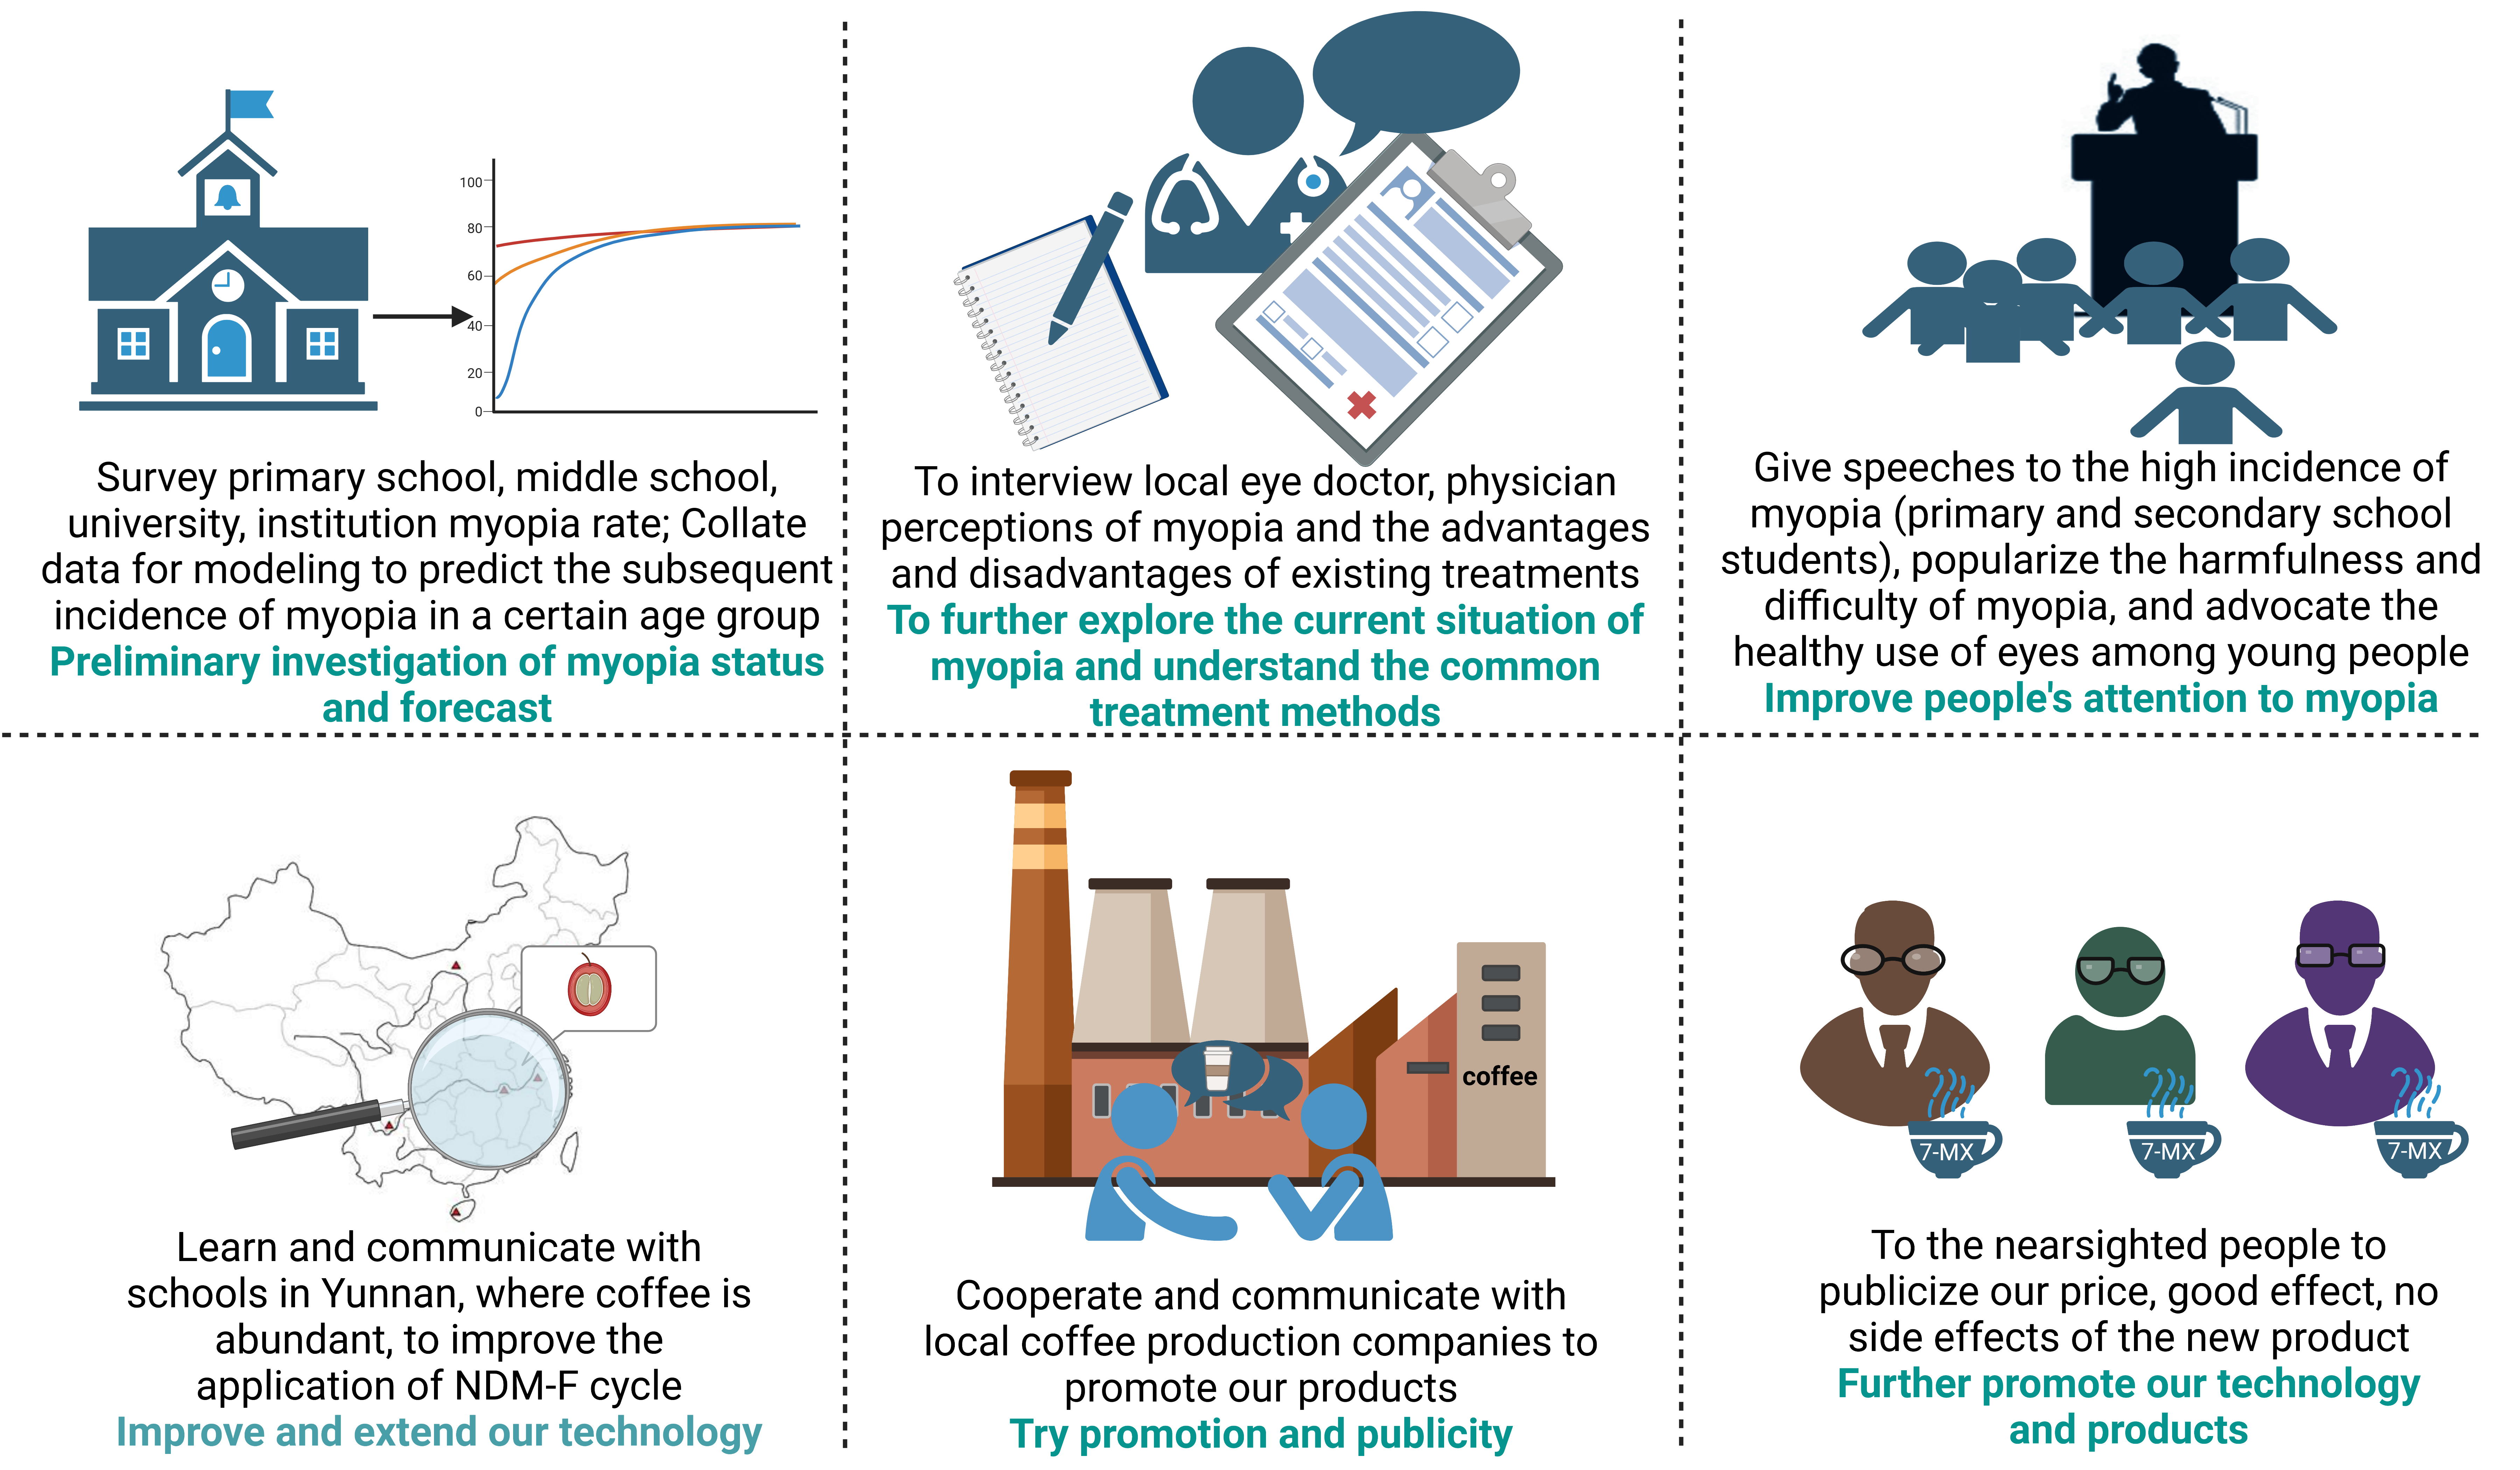 100
80
60
40
20
0
Survey primary school, middle school,
university, institution myopia rate; Collate
data for modeling to predict the subsequent
incidence of myopia in a certain age group
Preliminary investigation of myopia status
and forecast
To interview local eye doctor, physician
perceptions of myopia and the advantages
and disadvantages of existing treatments
To further explore the current situation of
myopia and understand the common
treatment methods
Give speeches to the high incidence of
myopia (primary and secondary school
students), popularize the harmfulness and
difficulty of myopia, and advocate the
healthy use of eyes among young people
Improve people's attention to myopia
Learn and communicate with
schools in Yunnan, where coffee is
abundant, to improve the
application of NDM-F cycle
Improve and extend our technology
coffee
Cooperate and communicate with
local coffee production companies to
promote our products
Try promotion and publicity
7-MX
7-MX
7-MX
To the nearsighted people to
publicize our price, good effect, no
side effects of the new product
Further promote our technology
and products